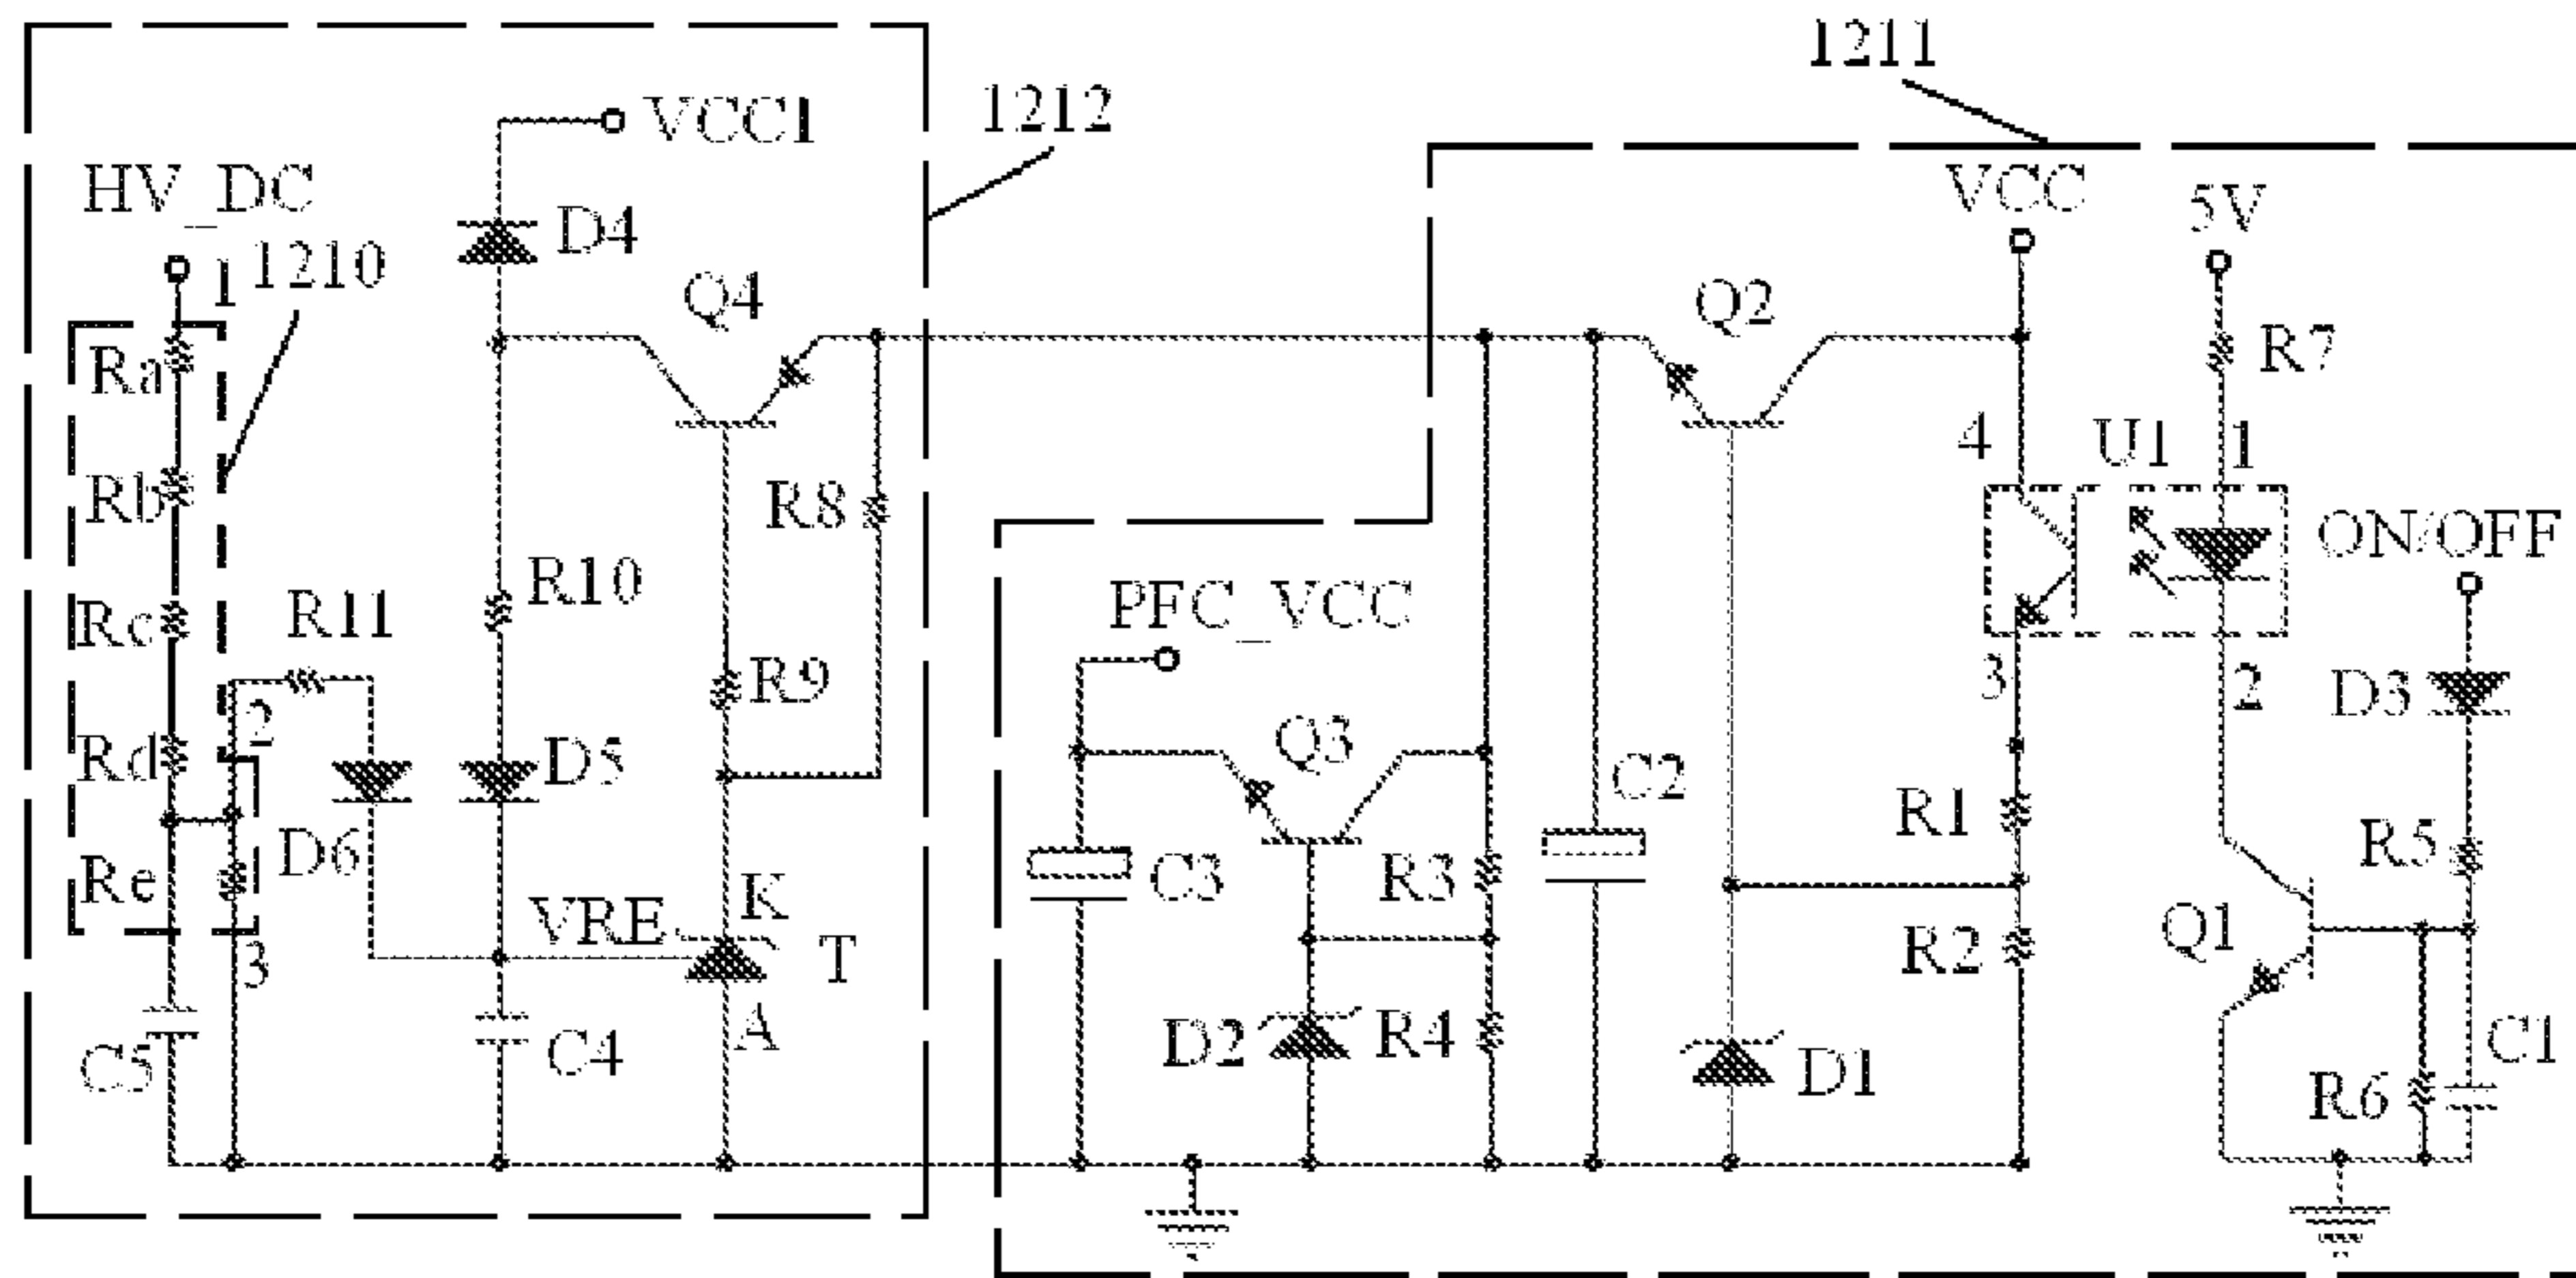 1211
1212
VCC1
HV_DC
1
1210
D4
VCC
5V
Q4
Q2
R7
Ra
4
U1
1
Rb
R8
ON/OFF
R10
PFC_VCC
Rc
R11
R9
3
2
D3
2
Rd
D5
Q3
C2
R1
R5
D6
Re
C3
R3
VRE
K
T
R2
Q1
3
A
C5
C4
D2
R4
D1
R6
C1